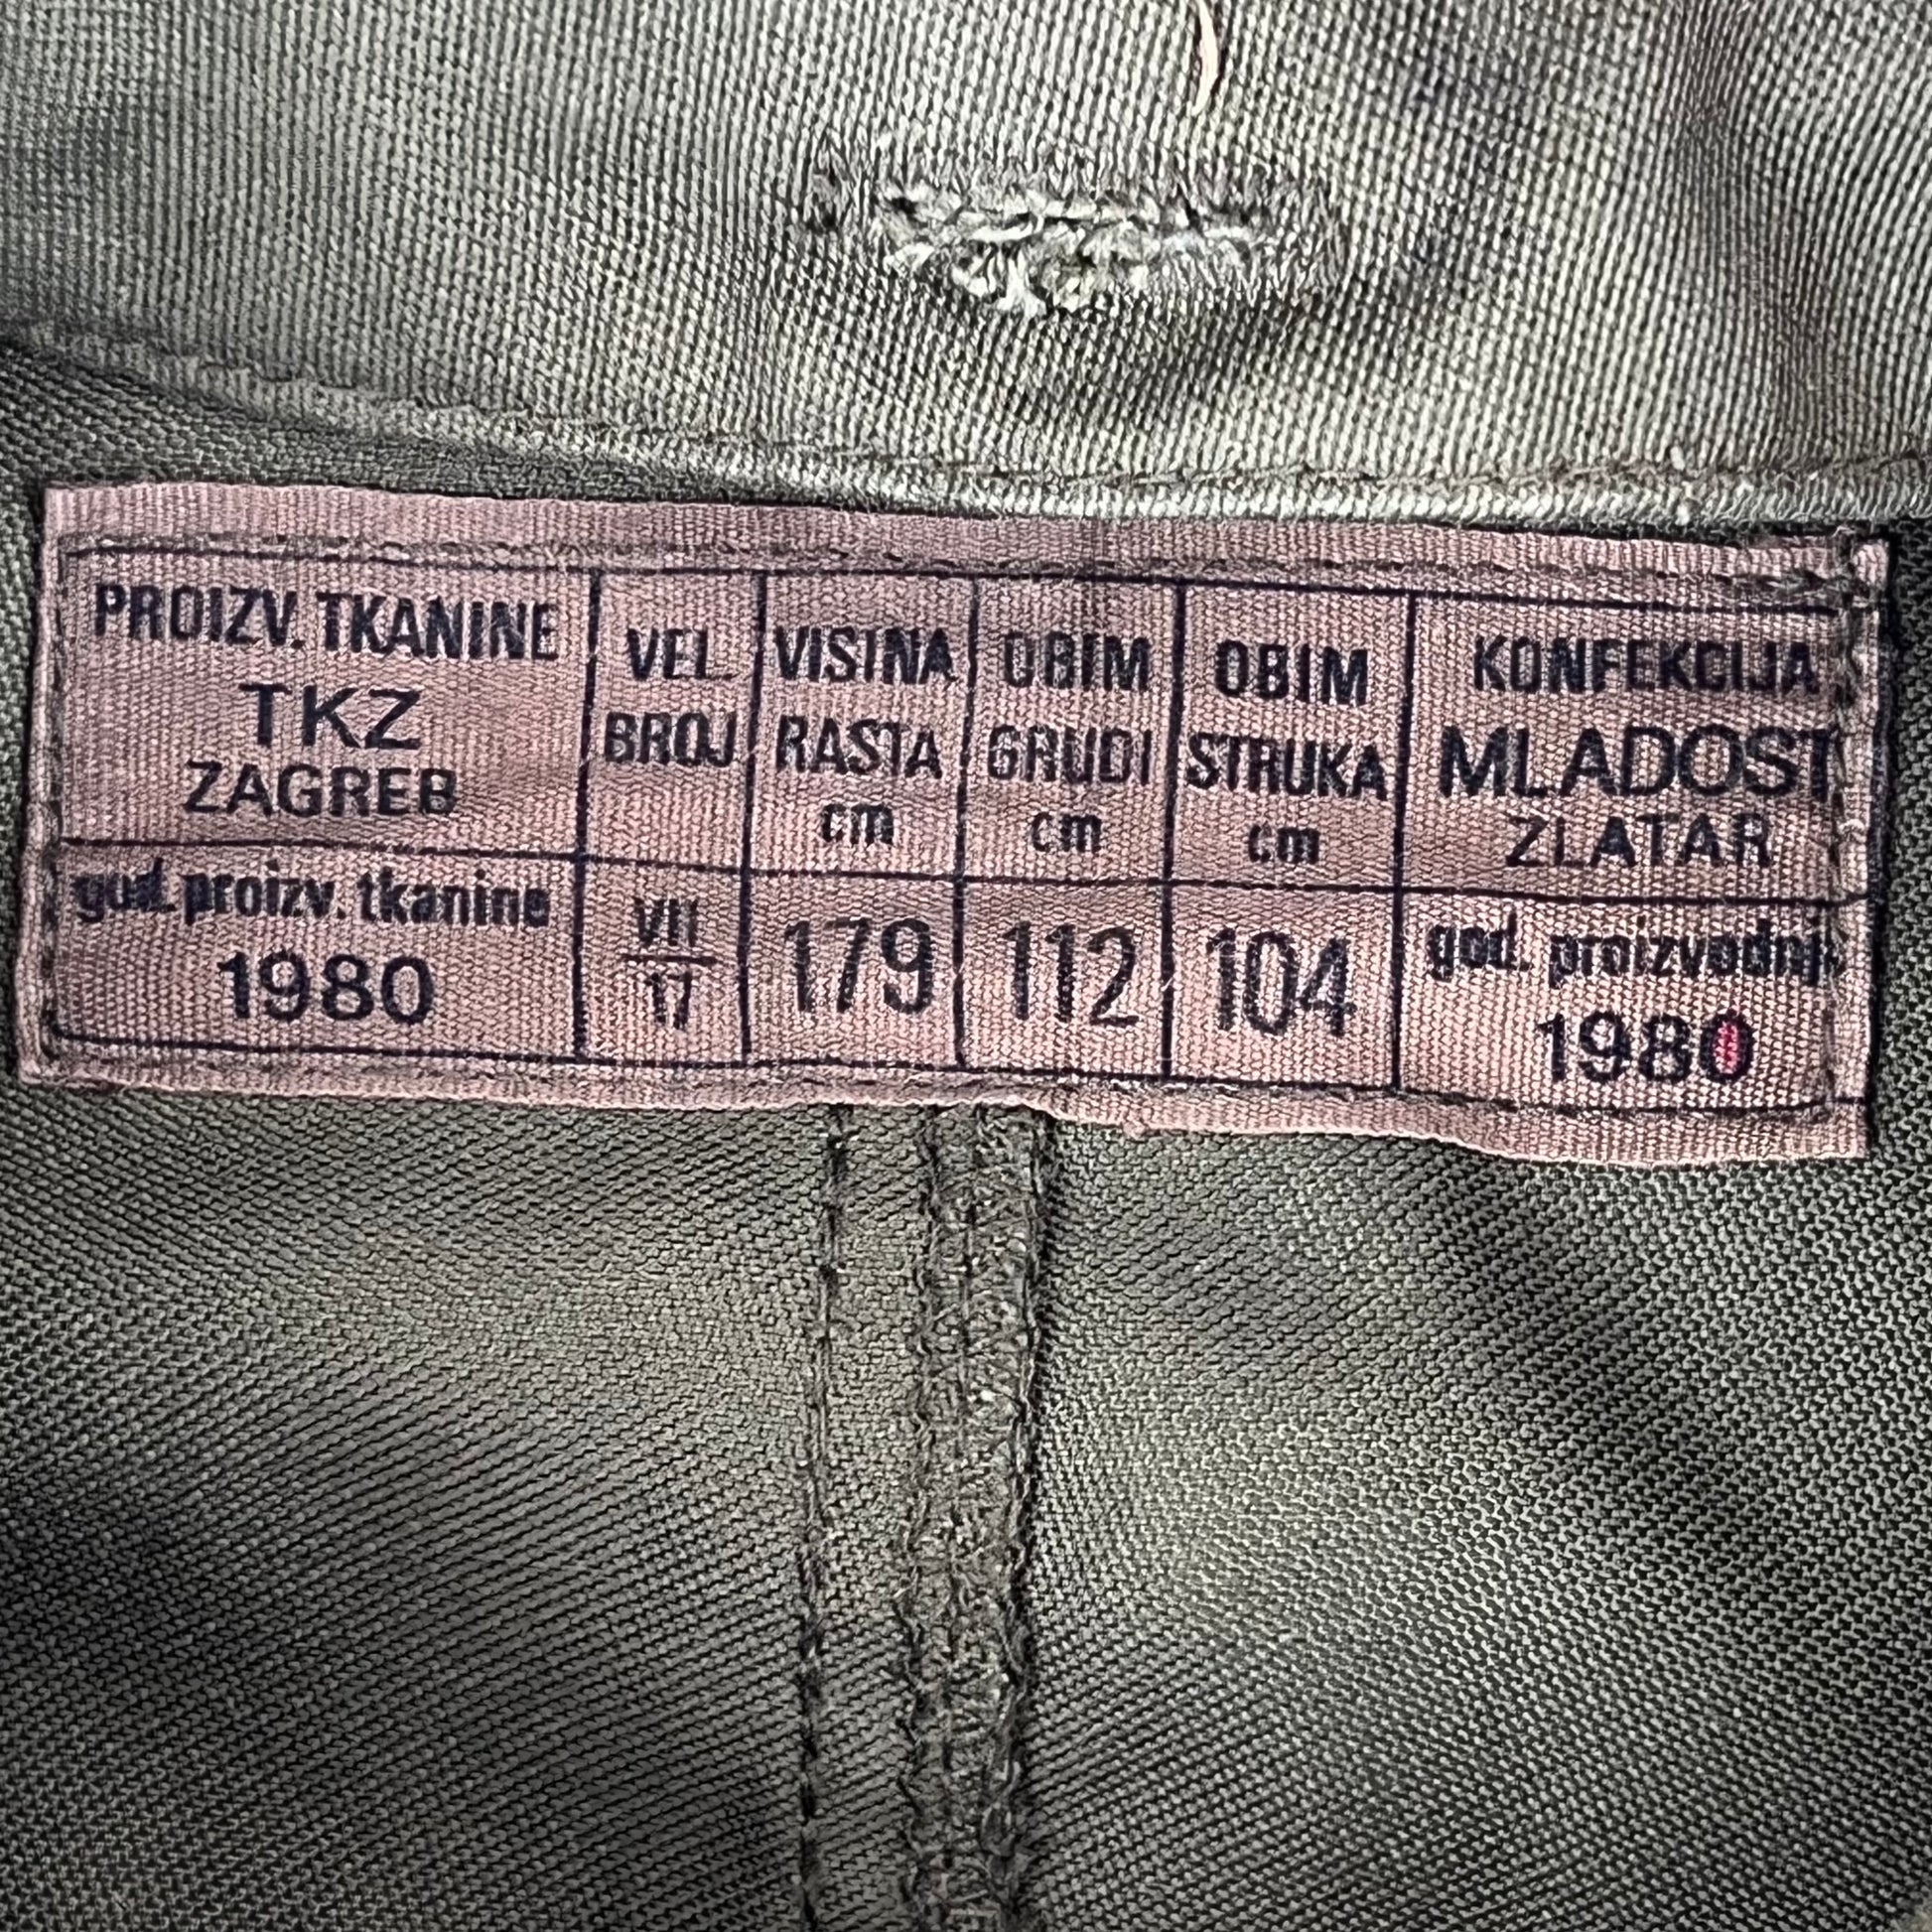 PROIZV. TKANINE
TKZ
ZAGREB
god. proizv. tkanine
1980
VEL.
BROJ
VII
17
VISINA
RASTA
cm
179
OBIM
GRUDI
cm
112
OBIM
STRUKA
cm
104
KONFEKCIJA
MLADOST
ZLATAR
god. proizvodnj
1980